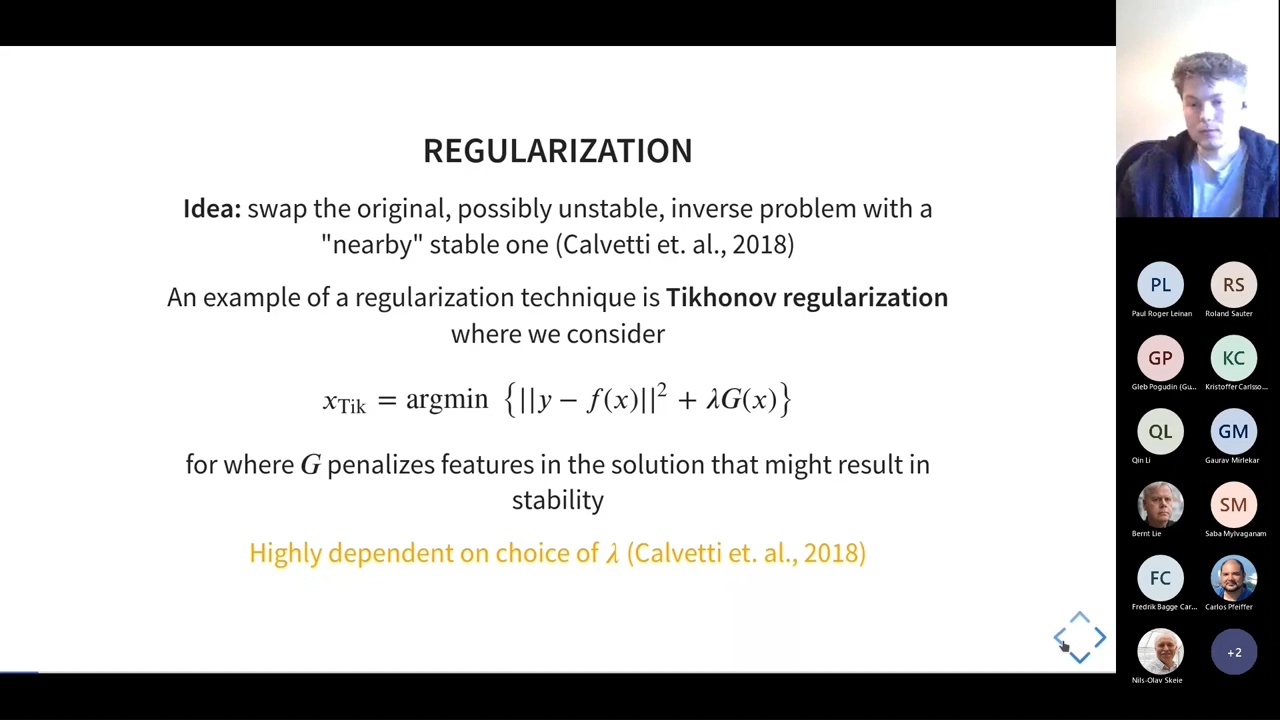 REGULARIZATION
Idea: swap the original, possibly unstable, inverse problem with a
"nearby" stable one (Calvetti et. al., 2018)
An example of a regularization technique is Tikhonov regularization
where we consider
x_Tik = argmin {||y − f(x)||² + λG(x)}
for where G penalizes features in the solution that might result in
stability
Highly dependent on choice of λ (Calvetti et. al., 2018)
PL
RS
Paul Roger Leinan
Roland Sauter
GP
KC
Gleb Pogudin (Gu...
Kristoffer Carlsso...
QL
GM
Qin Li
Gaurav Mirlekar
SM
Bernt Lie
Saba Mylvaganam
FC
Fredrik Bagge Car...
Carlos Pfeiffer
+2
Nils-Olav Skeie